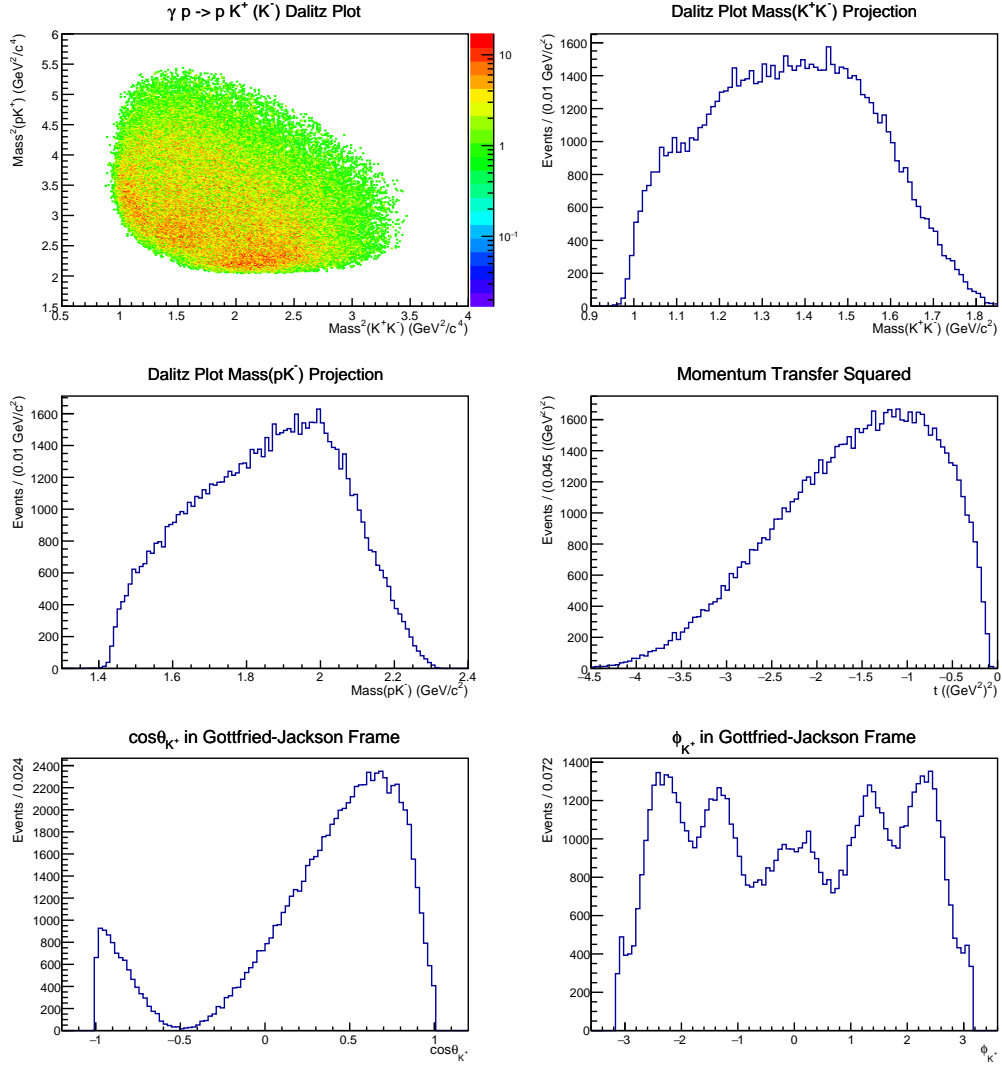 γ p -> p K⁺ (K⁻) Dalitz Plot
Mass²(pK⁺) (GeV²/c⁴)
6
5.5
5
4.5
4
3.5
3
2.5
2
1.5
0.5 1 1.5 2 2.5 3 3.5 4
Mass²(K⁺K⁻) (GeV²/c⁴)
10
1
10⁻¹
Dalitz Plot Mass(K⁺K⁻) Projection
Events / (0.01 GeV/c²)
1600
1400
1200
1000
800
600
400
200
0
0.9 1 1.1 1.2 1.3 1.4 1.5 1.6 1.7 1.8
Mass(K⁺K⁻) (GeV/c²)
Dalitz Plot Mass(pK⁻) Projection
Events / (0.01 GeV/c²)
1600
1400
1200
1000
800
600
400
200
0
1.4 1.6 1.8 2 2.2 2.4
Mass(pK⁻) (GeV/c²)
Momentum Transfer Squared
Events / (0.045 ((GeV²)²)
1600
1400
1200
1000
800
600
400
200
0
−4.5 −4 −3.5 −3 −2.5 −2 −1.5 −1 −0.5 0
t ((GeV²)²)
cosθ_K⁺ in Gottfried-Jackson Frame
Events / 0.024
2400
2200
2000
1800
1600
1400
1200
1000
800
600
400
200
0
−1 −0.5 0 0.5 1
cosθ_K⁺
ϕ_K⁺ in Gottfried-Jackson Frame
Events / 0.072
1400
1200
1000
800
600
400
200
0
−3 −2 −1 0 1 2 3
ϕ_K⁺